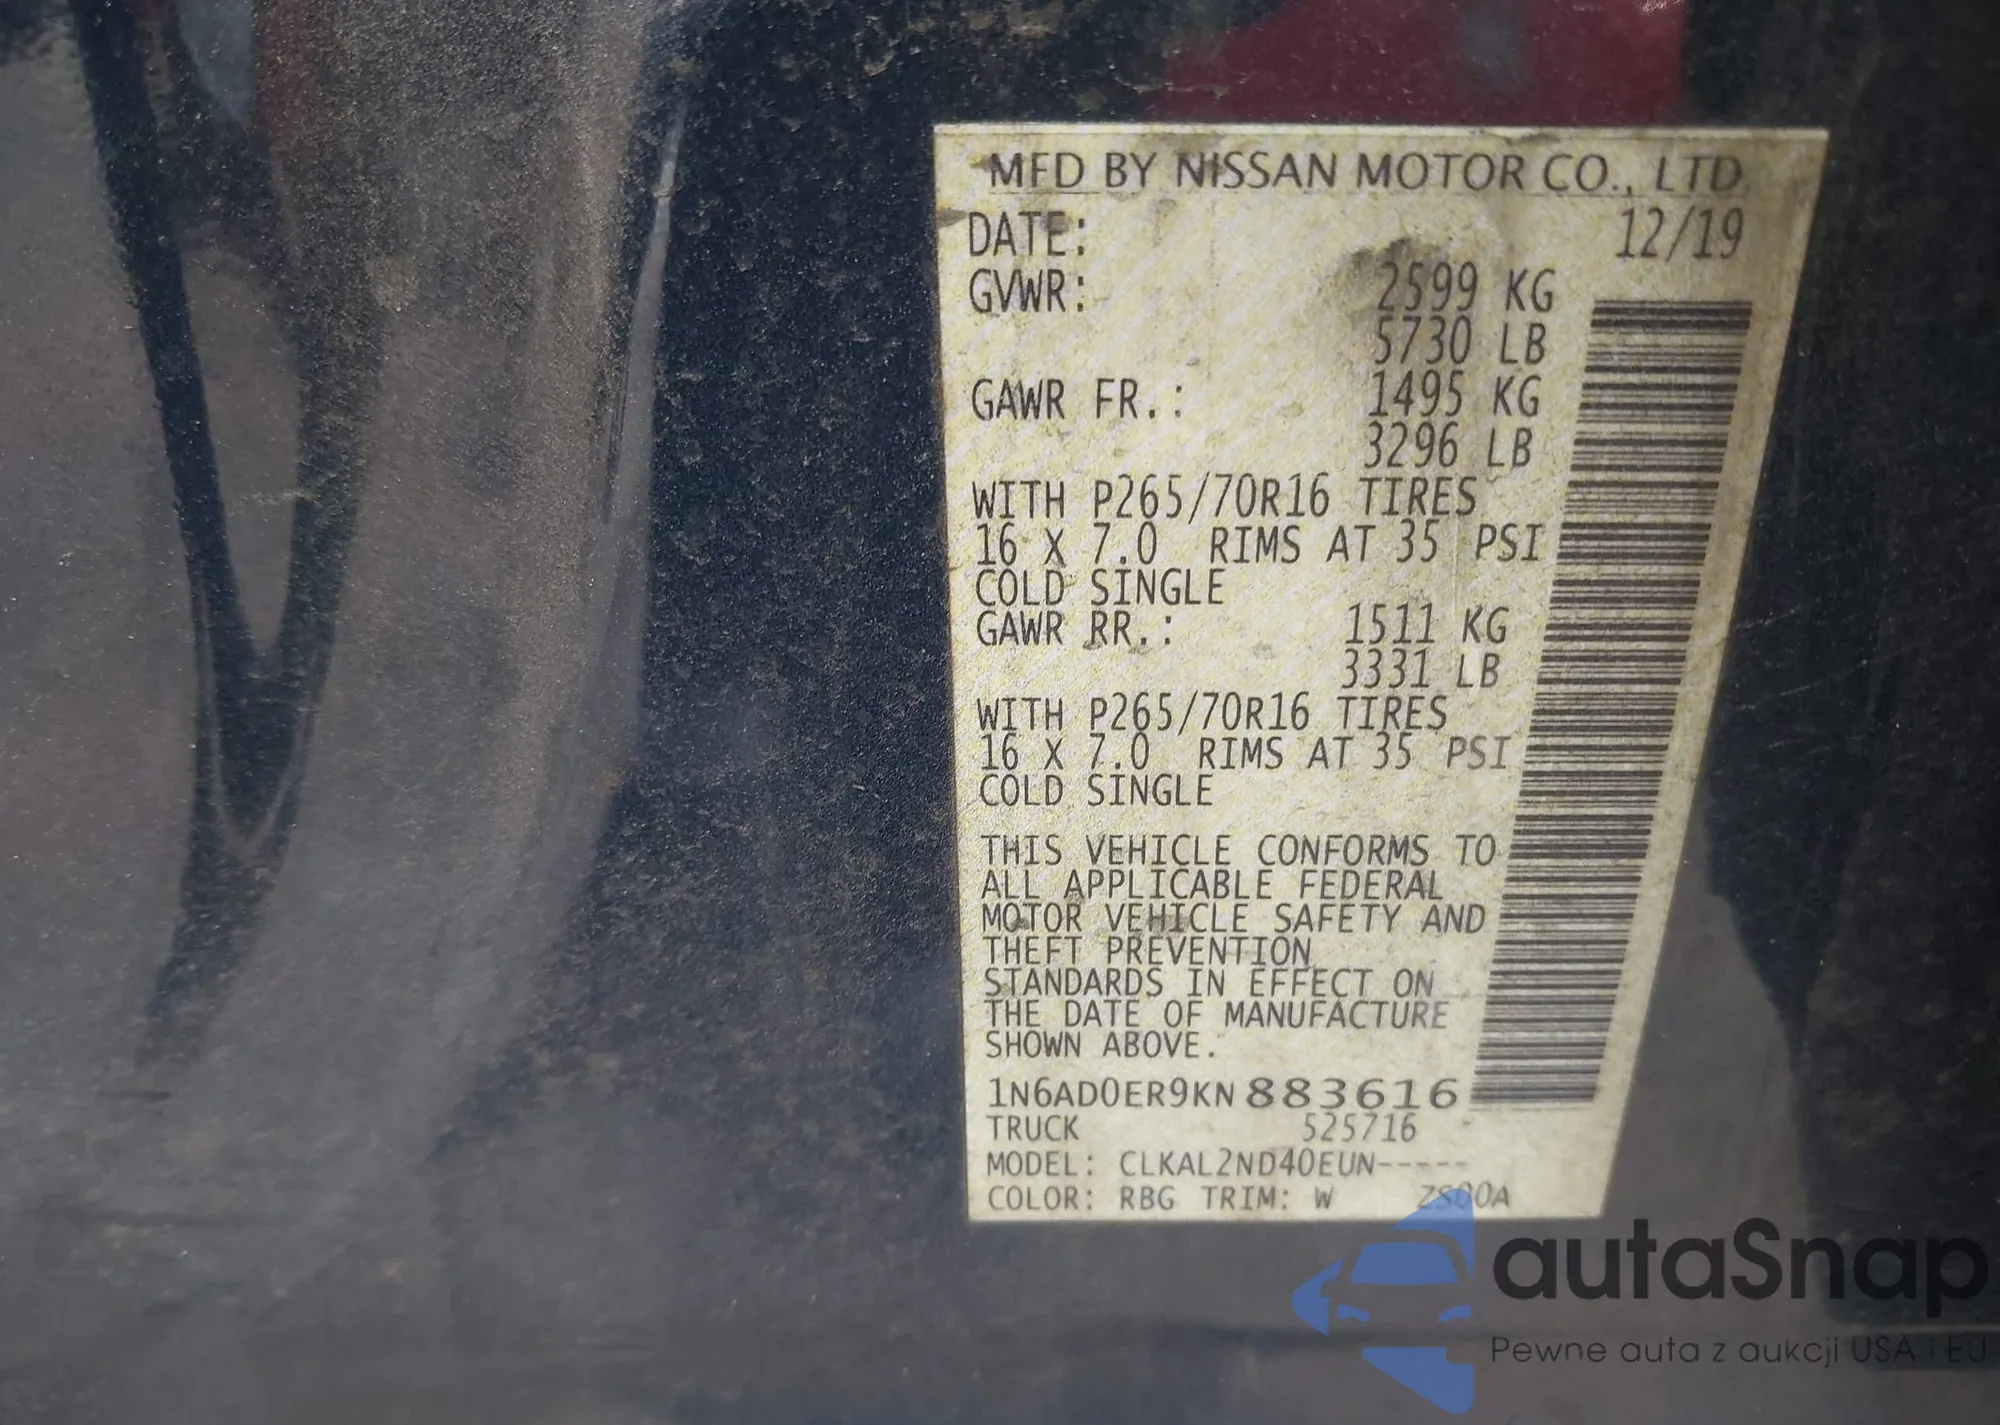 MFD BY NISSAN MOTOR CO., LTD.
DATE: 12/19
GVWR: 2599 KG
5730 LB
GAWR FR.: 1495 KG
3296 LB
WITH P265/70R16 TIRES
16 X 7.0 RIMS AT 35 PSI
COLD SINGLE
GAWR RR.: 1511 KG
3331 LB
WITH P265/70R16 TIRES
16 X 7.0 RIMS AT 35 PSI
COLD SINGLE
THIS VEHICLE CONFORMS TO
ALL APPLICABLE FEDERAL
MOTOR VEHICLE SAFETY AND
THEFT PREVENTION
STANDARDS IN EFFECT ON
THE DATE OF MANUFACTURE
SHOWN ABOVE.
1N6AD0ER9KN883616
TRUCK 525716
MODEL: CLKAL2ND40EUN-----
COLOR: RBG TRIM: W ZS00A
autaSnap
Pewne auta z aukcji USA i EU